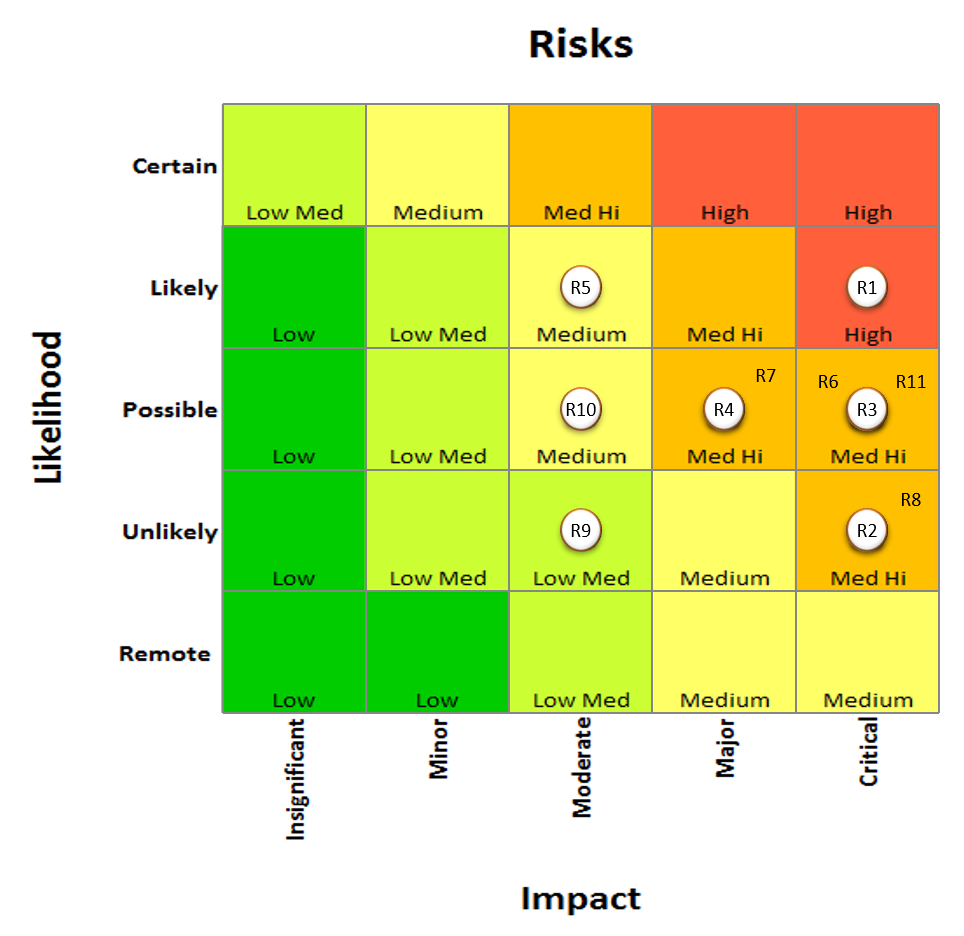 Risks
Certain
Low Med
Medium
Med Hi
High
High
Likely
R5
R1
Low
Low Med
Medium
Med Hi
High
Possible
R7
R6
R11
R10
R4
R3
Low
Low Med
Medium
Med Hi
Med Hi
Unlikely
R8
R9
R2
Low
Low Med
Low Med
Medium
Med Hi
Remote
Low
Low
Low Med
Medium
Medium
Likelihood
Insignificant
Minor
Moderate
Major
Critical
Impact